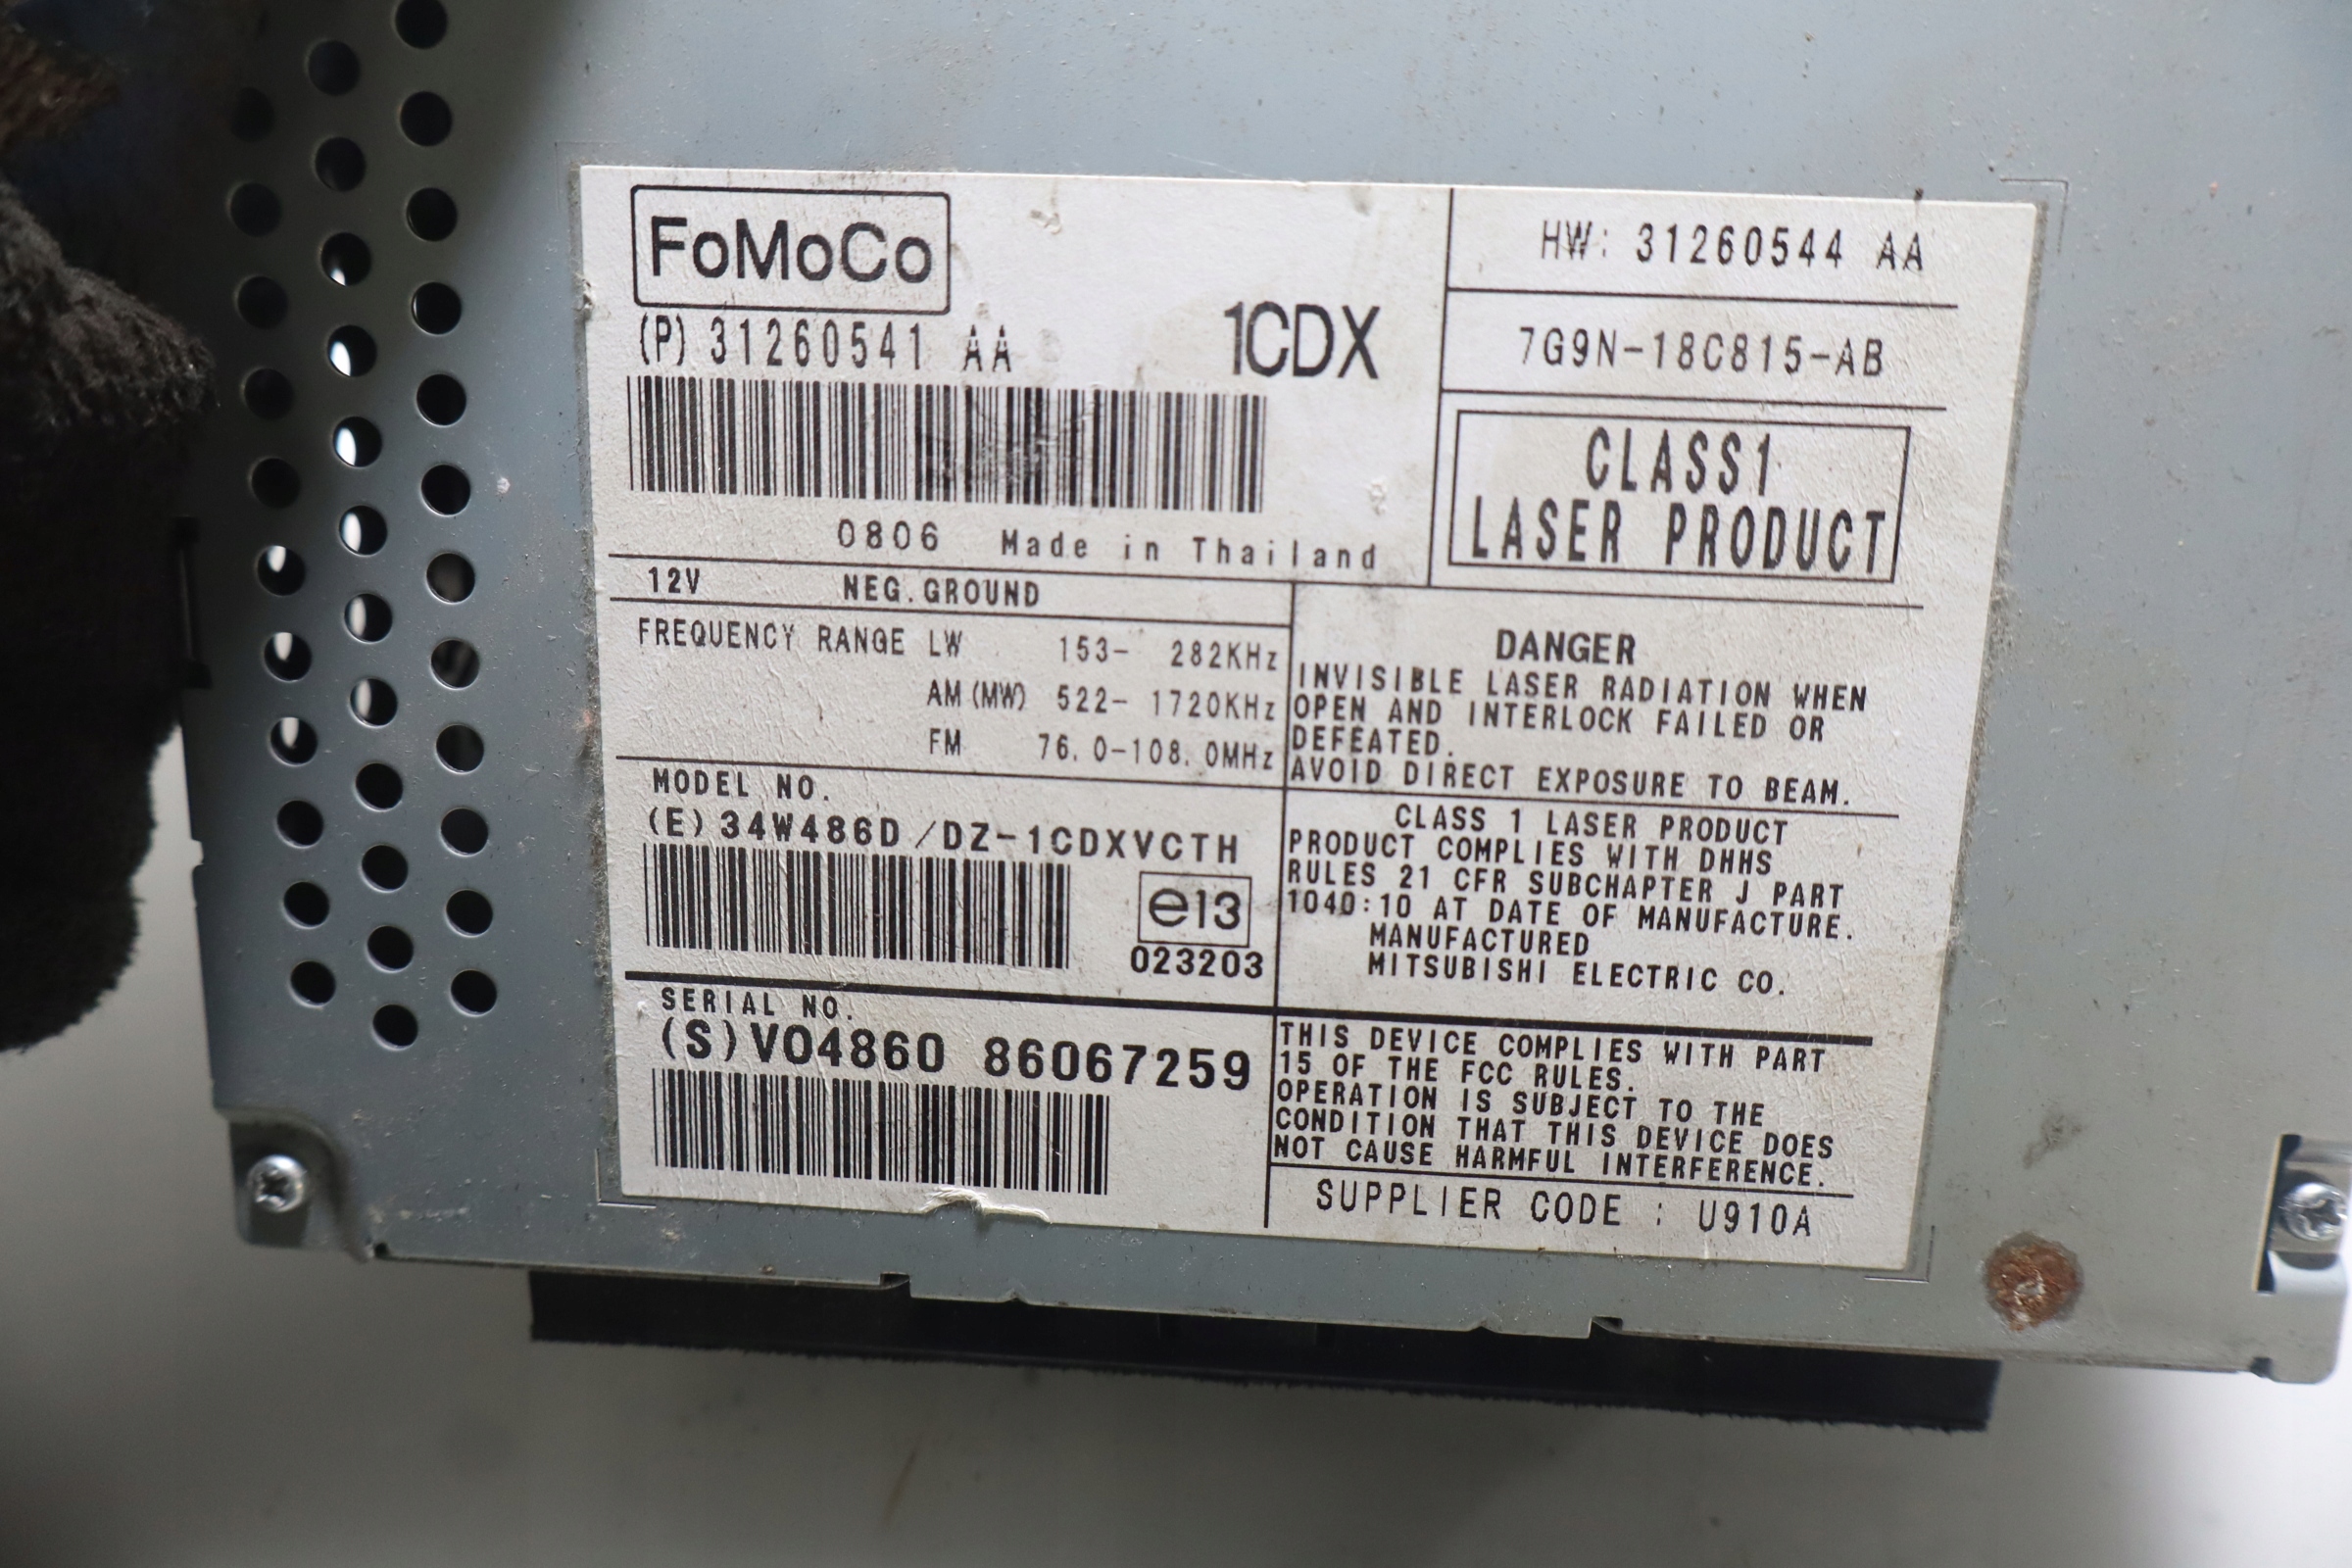 FoMoCo
(P) 31260541 AA
1CDX
0806 Made in Thailand
HW: 31260544 AA
7G9N-18C815-AB
CLASS1
LASER PRODUCT
12V NEG.GROUND
FREQUENCY RANGE LW 153- 282KHz
AM (MW) 522- 1720KHz
FM 76.0-108.0MHz
DANGER
INVISIBLE LASER RADIATION WHEN
OPEN AND INTERLOCK FAILED OR
DEFEATED.
AVOID DIRECT EXPOSURE TO BEAM.
MODEL NO.
(E) 34W486D/DZ-1CDXVCTH
e13
023203
CLASS 1 LASER PRODUCT
PRODUCT COMPLIES WITH DHHS
RULES 21 CFR SUBCHAPTER J PART
1040:10 AT DATE OF MANUFACTURE.
MANUFACTURED
MITSUBISHI ELECTRIC CO.
SERIAL NO.
(S) VO4860 86067259
THIS DEVICE COMPLIES WITH PART
15 OF THE FCC RULES.
OPERATION IS SUBJECT TO THE
CONDITION THAT THIS DEVICE DOES
NOT CAUSE HARMFUL INTERFERENCE.
SUPPLIER CODE : U910A